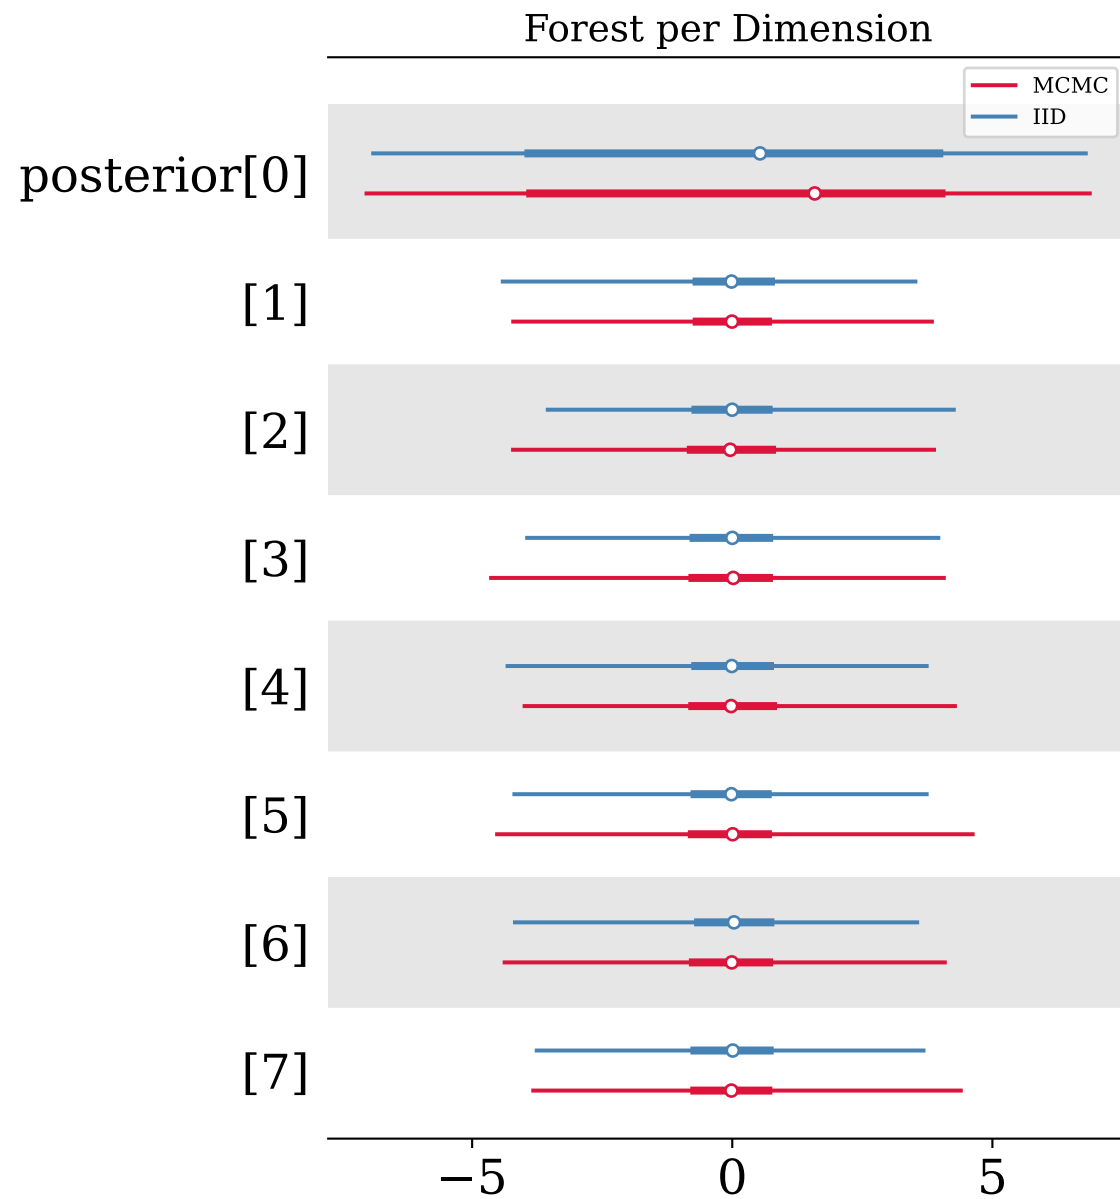 Forest per Dimension
MCMC
IID
posterior[0]
[1]
[2]
[3]
[4]
[5]
[6]
[7]
−5 0 5